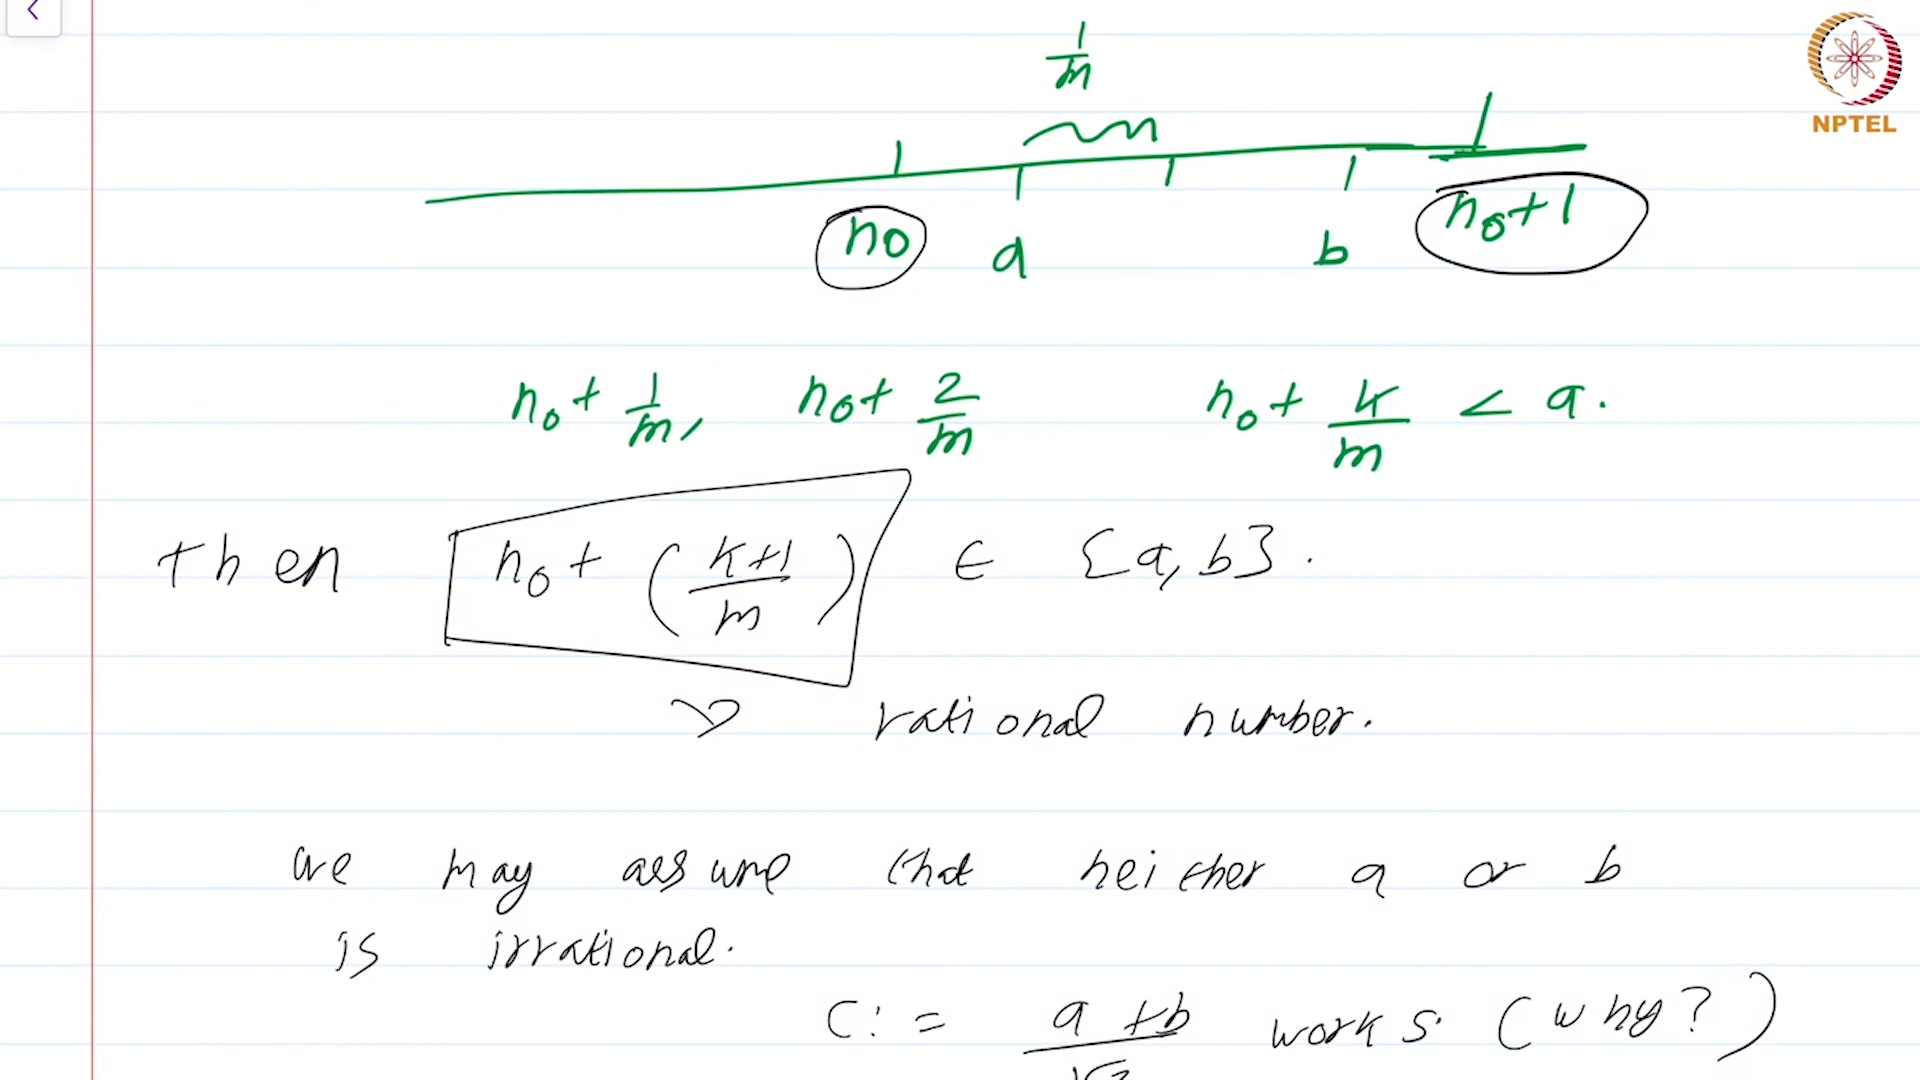 1/m
NPTEL
n₀ a b n₀+1
n₀ + 1/m, n₀ + 2/m n₀ + k/m < a.
then n₀ + (k+1/m) ∈ {a, b}.
rational number.
we may assume that neither a or b
is irrational.
C := a+b/√2 works. (why?)